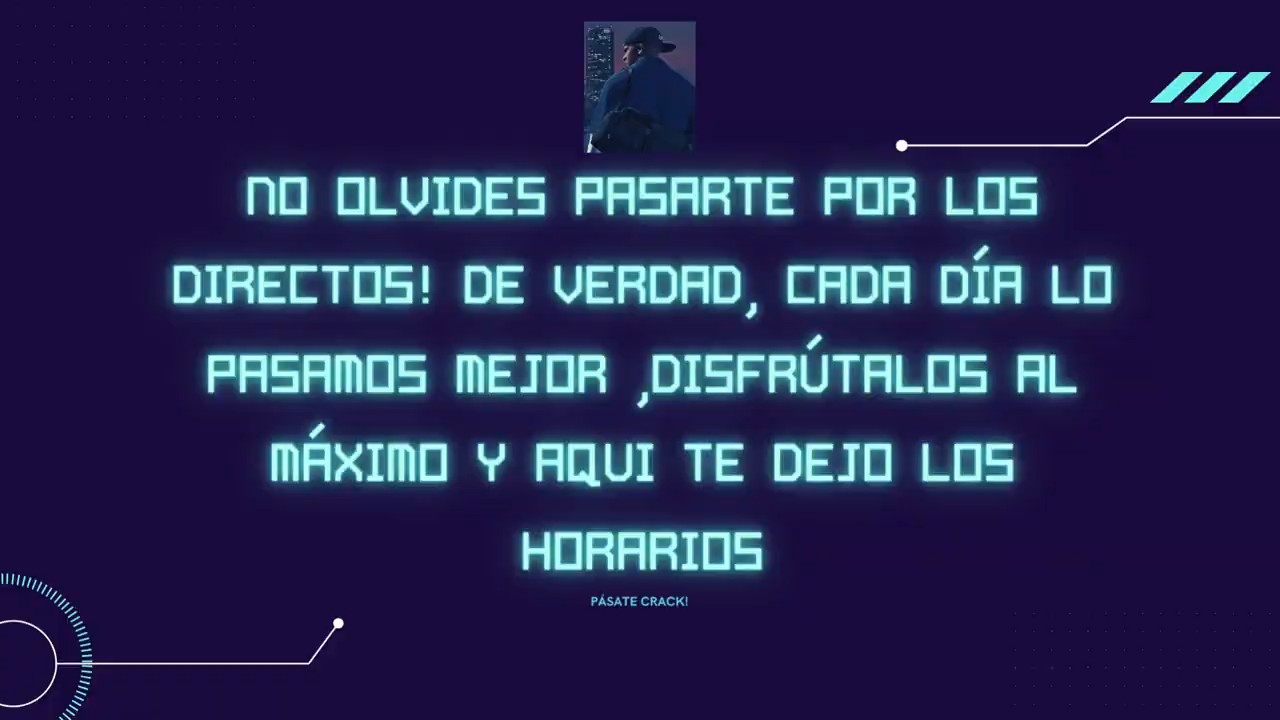 NO OLVIDES PASARTE POR LOS
DIRECTOS! DE VERDAD, CADA DÍA LO
PASAMOS MEJOR ,DISFRÚTALOS AL
MÁXIMO Y AQUI TE DEJO LOS
HORARIOS
PÁSATE CRACK!